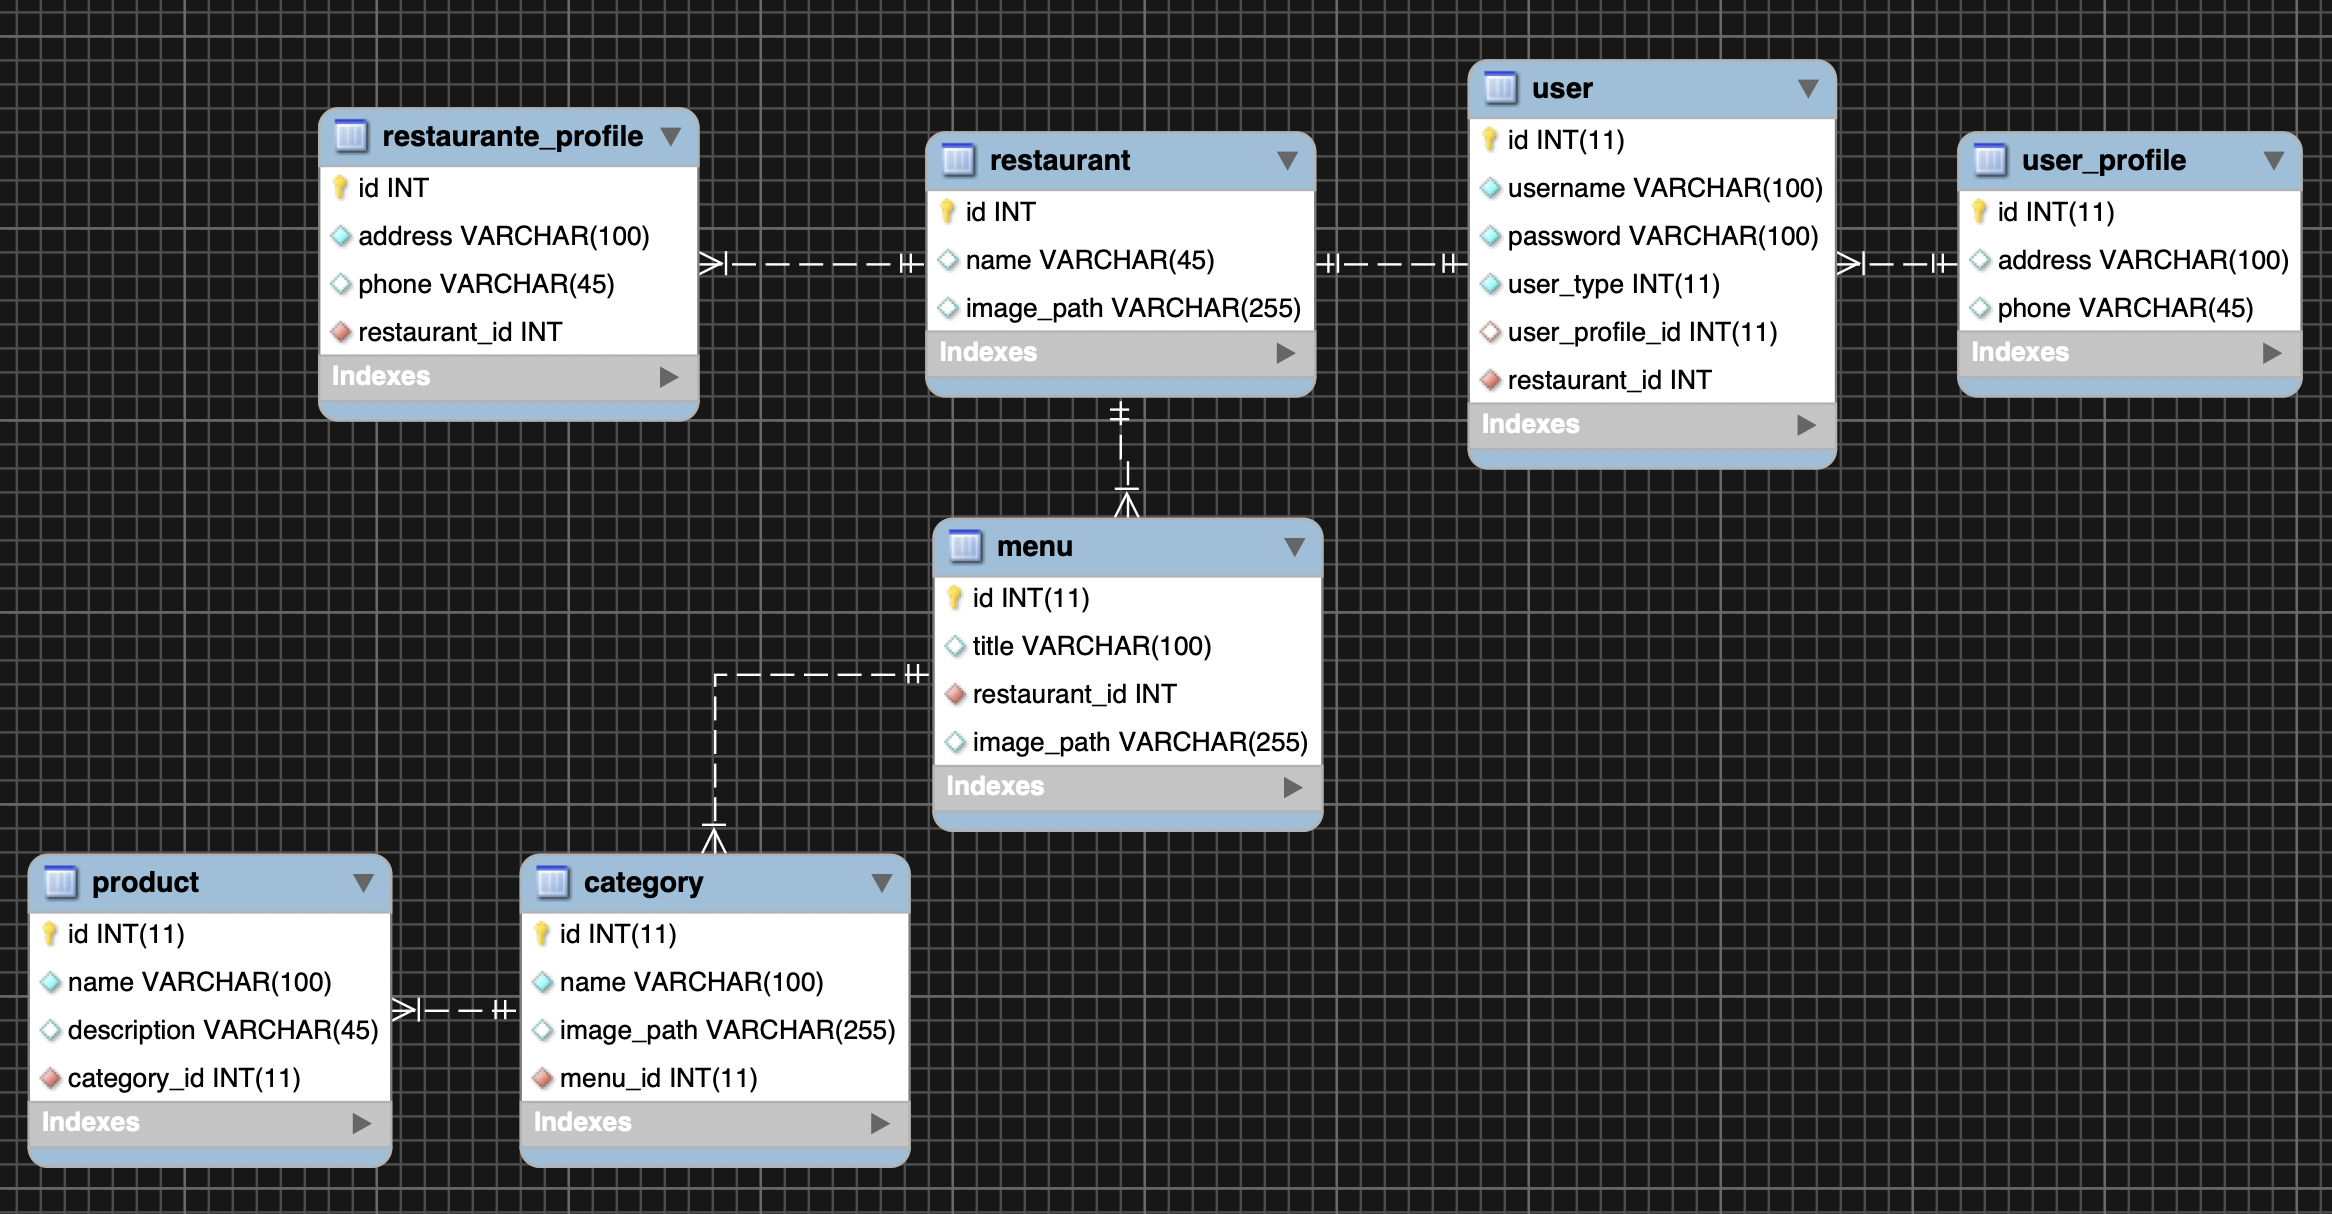 restaurante_profile
id INT
address VARCHAR(100)
phone VARCHAR(45)
restaurant_id INT
Indexes
restaurant
id INT
name VARCHAR(45)
image_path VARCHAR(255)
Indexes
user
id INT(11)
username VARCHAR(100)
password VARCHAR(100)
user_type INT(11)
user_profile_id INT(11)
restaurant_id INT
Indexes
user_profile
id INT(11)
address VARCHAR(100)
phone VARCHAR(45)
Indexes
menu
id INT(11)
title VARCHAR(100)
restaurant_id INT
image_path VARCHAR(255)
Indexes
product
id INT(11)
name VARCHAR(100)
description VARCHAR(45)
category_id INT(11)
Indexes
category
id INT(11)
name VARCHAR(100)
image_path VARCHAR(255)
menu_id INT(11)
Indexes